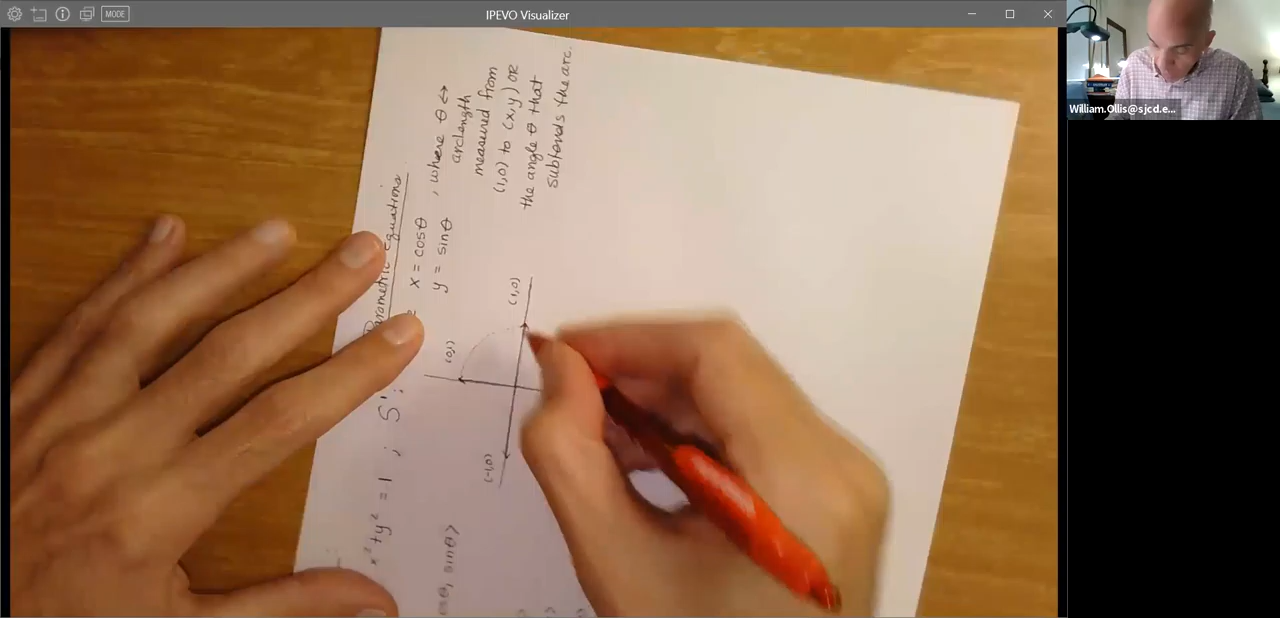 IPEVO Visualizer
MODE
William.Ollis@sjcd.e...
Parametric Equations
x²+y² = 1 ; S¹:
x = cosθ
y = sinθ
, where θ ↔
arclength
measured from
(1,0) to (x,y) OR
the angle θ that
subtends the arc.
(0,1)
(1,0)
(-1,0)
sinθ>